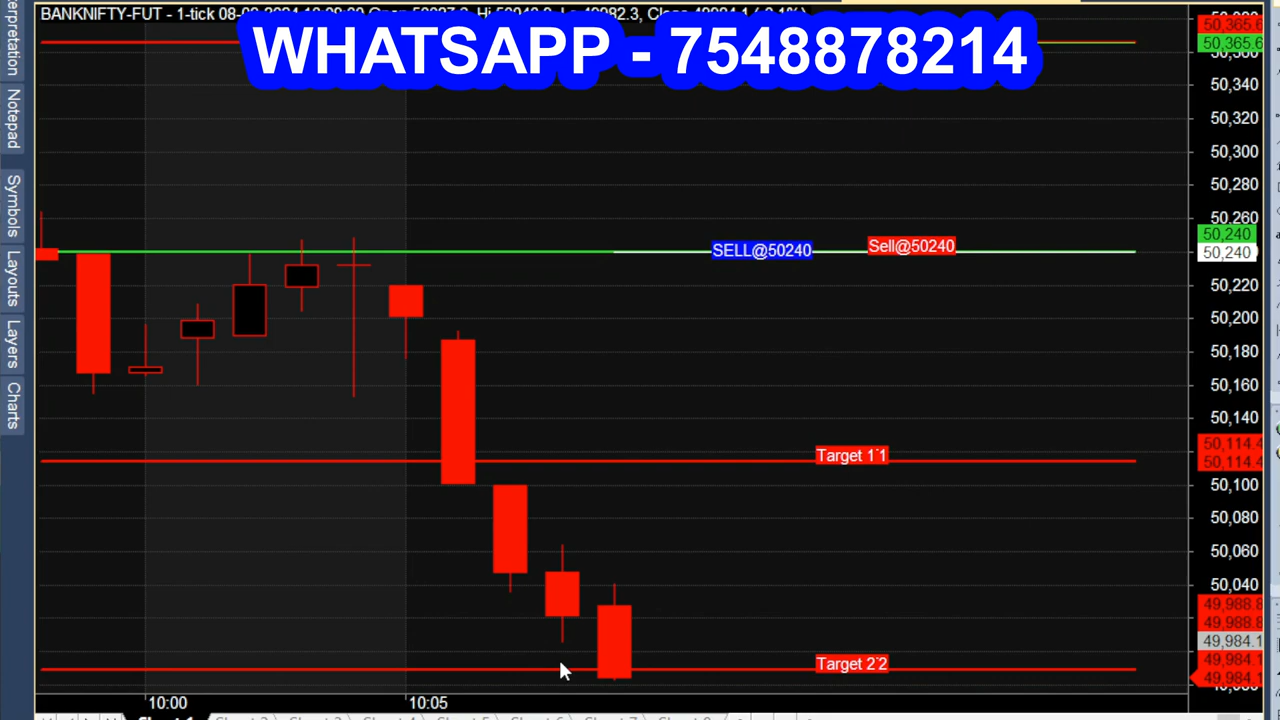 BANKNIFTY-FUT - 1-tick
WHATSAPP - 7548878214
Notepad
Symbols
Layouts
Layers
Charts
50,365.6
50,365.6
50,340
50,320
50,300
50,280
50,260
50,240
50,240
SELL@50240
Sell@50240
50,220
50,200
50,180
50,160
50,140
50,114.4
50,114.4
Target 1
50,100
50,080
50,060
50,040
49,988.8
49,988.8
49,984.1
49,984.1
49,984.1
Target 2
10:00
10:05